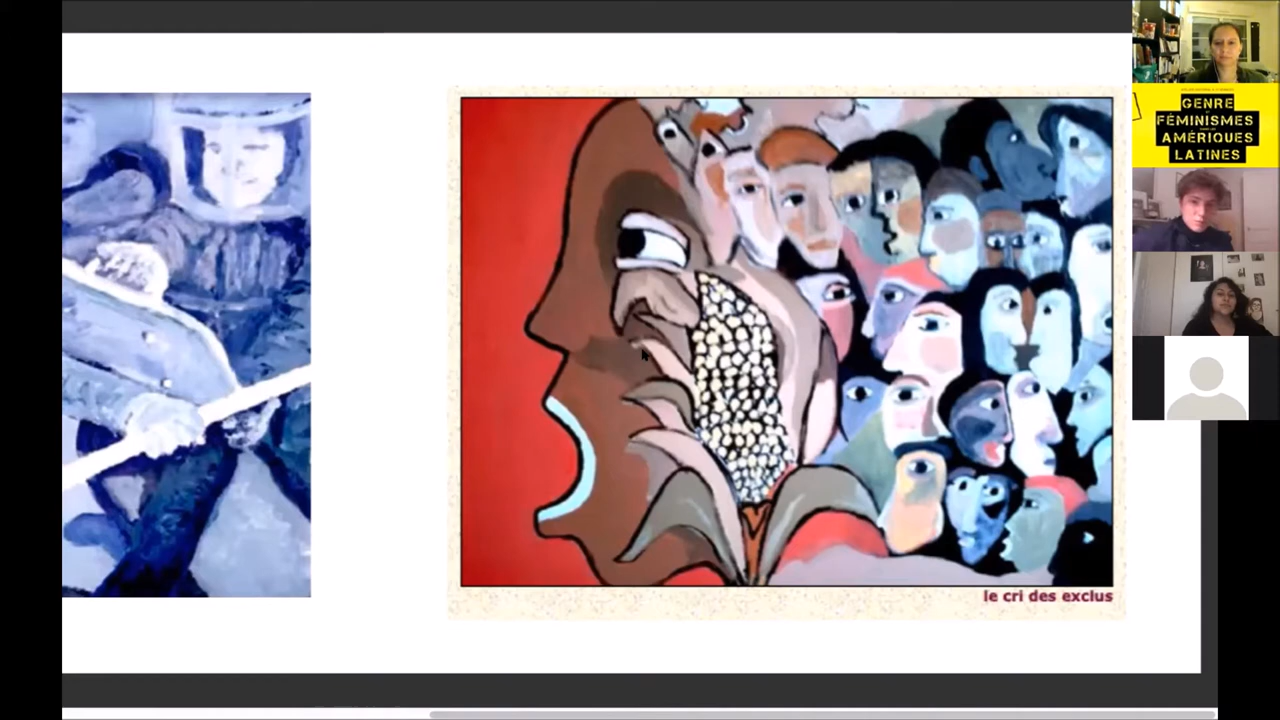 GENRE
FÉMINISMES
AMÉRIQUES
LATINES
le cri des exclus